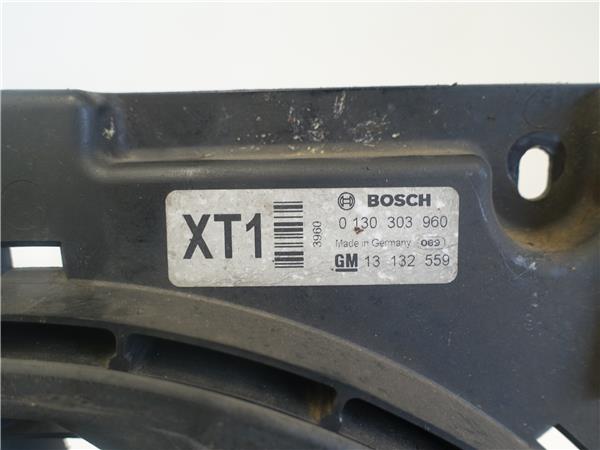 XT1
3960
BOSCH
0 130 303 960
Made in Germany 069
GM 13 132 559